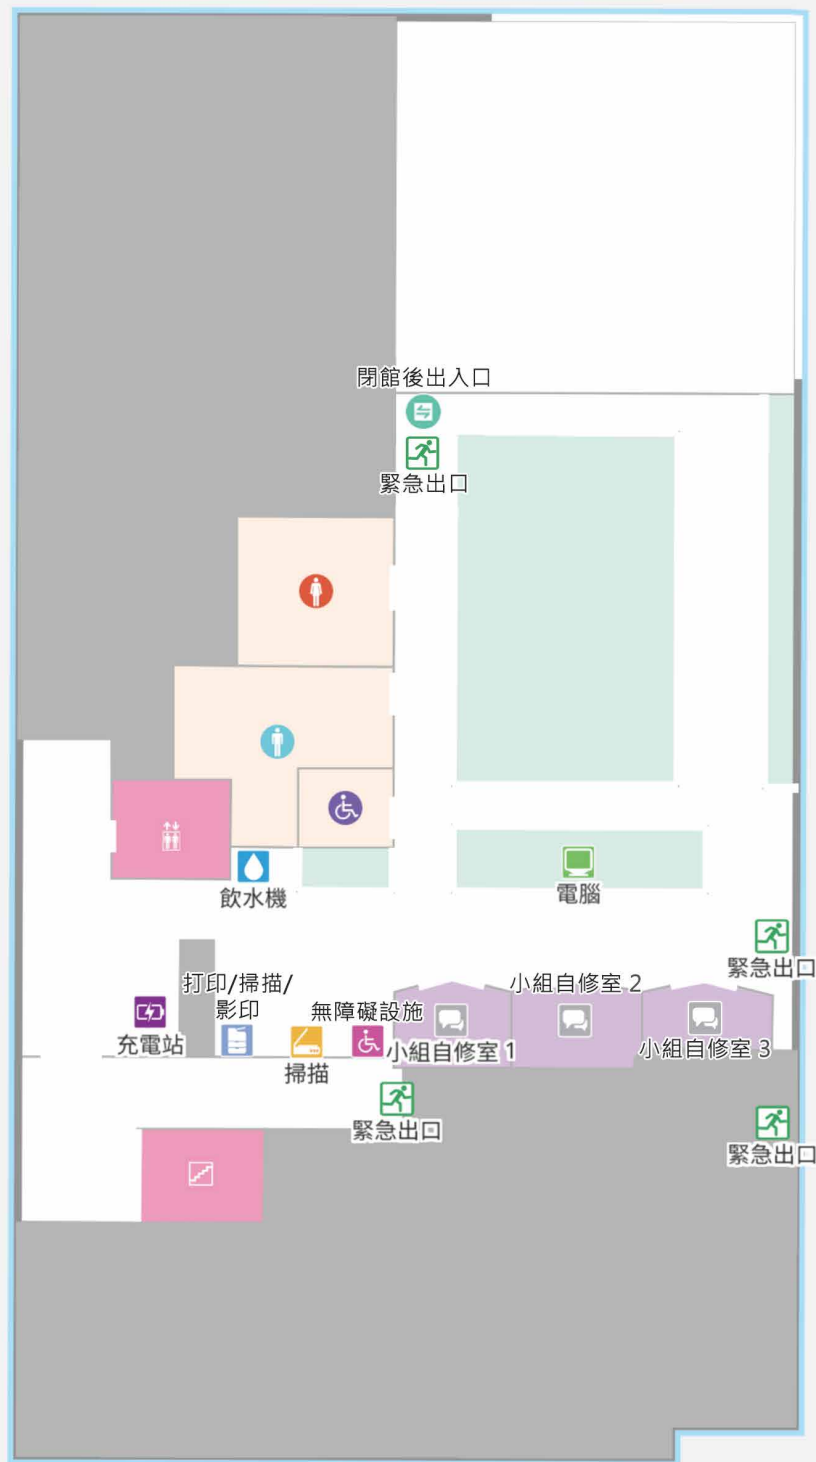 閉館後出入口
緊急出口
飲水機
電腦
緊急出口
打印/掃描/
影印
無障礙設施
小組自修室 2
充電站
掃描
小組自修室 1
小組自修室 3
緊急出口
緊急出口